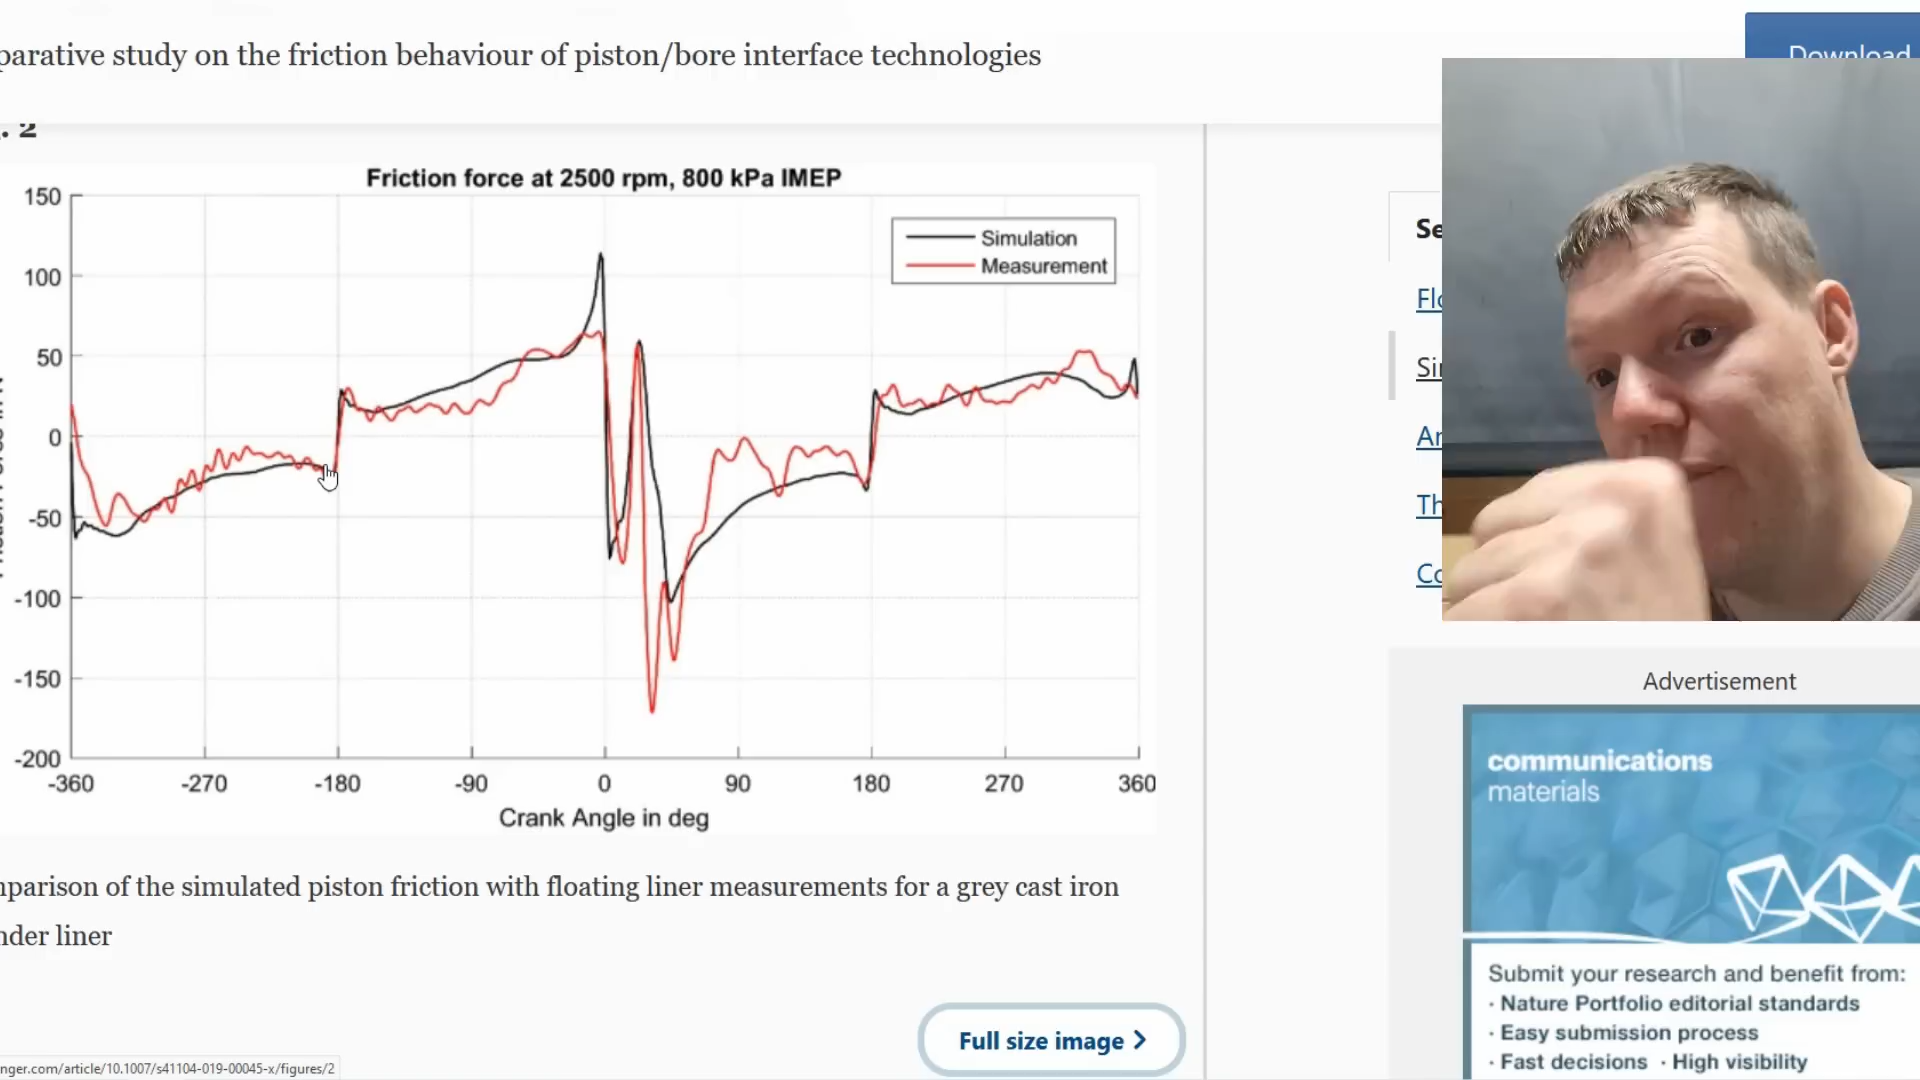 parative study on the friction behaviour of piston/bore interface technologies
Download
. 2
Friction force at 2500 rpm, 800 kPa IMEP
150
100
50
0
-50
-100
-150
-200
Simulation
Measurement
-360
-270
-180
-90
0
90
180
270
360
Crank Angle in deg
nparison of the simulated piston friction with floating liner measurements for a grey cast iron
nder liner
Full size image
nger.com/article/10.1007/s41104-019-00045-x/figures/2
Se
Flo
Sir
Ar
Th
Co
Advertisement
communications
materials
Submit your research and benefit from:
· Nature Portfolio editorial standards
· Easy submission process
· Fast decisions · High visibility